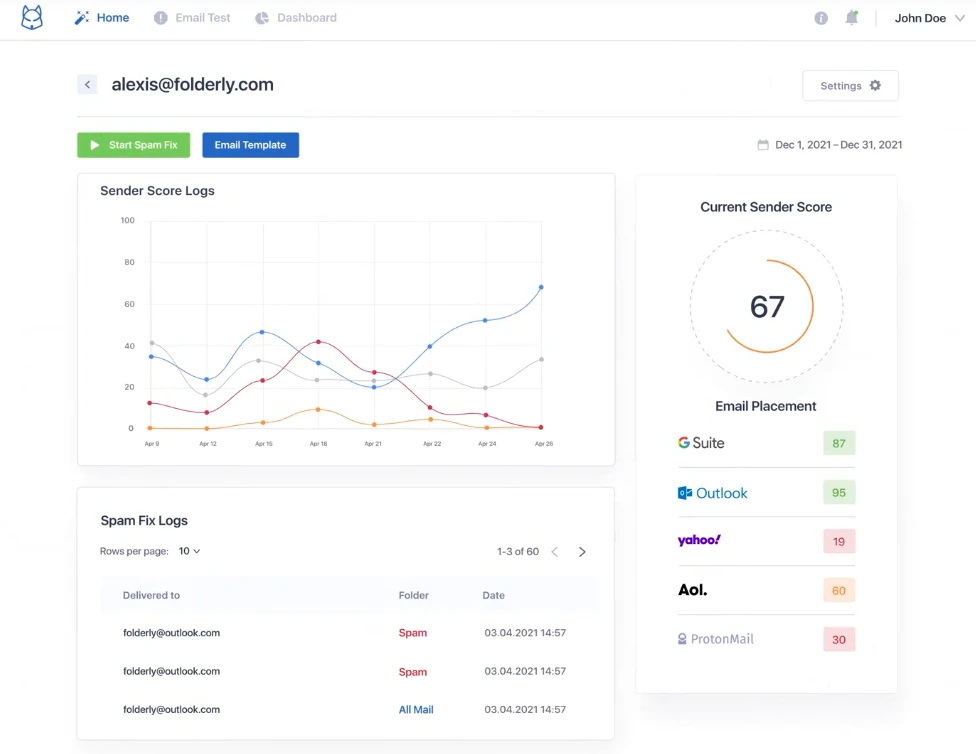 Home Email Test Dashboard John Doe
alexis@folderly.com
Settings
Start Spam Fix Email Template Dec 1, 2021 – Dec 31, 2021
Sender Score Logs
100
80
60
40
20
0
Apr 9 Apr 12 Apr 15 Apr 18 Apr 21 Apr 22 Apr 24 Apr 26
Current Sender Score
67
Email Placement
G Suite 87
Outlook 95
yahoo! 19
Aol. 60
ProtonMail 30
Spam Fix Logs
Rows per page: 10 1-3 of 60
Delivered to Folder Date
folderly@outlook.com Spam 03.04.2021 14:57
folderly@outlook.com Spam 03.04.2021 14:57
folderly@outlook.com All Mail 03.04.2021 14:57